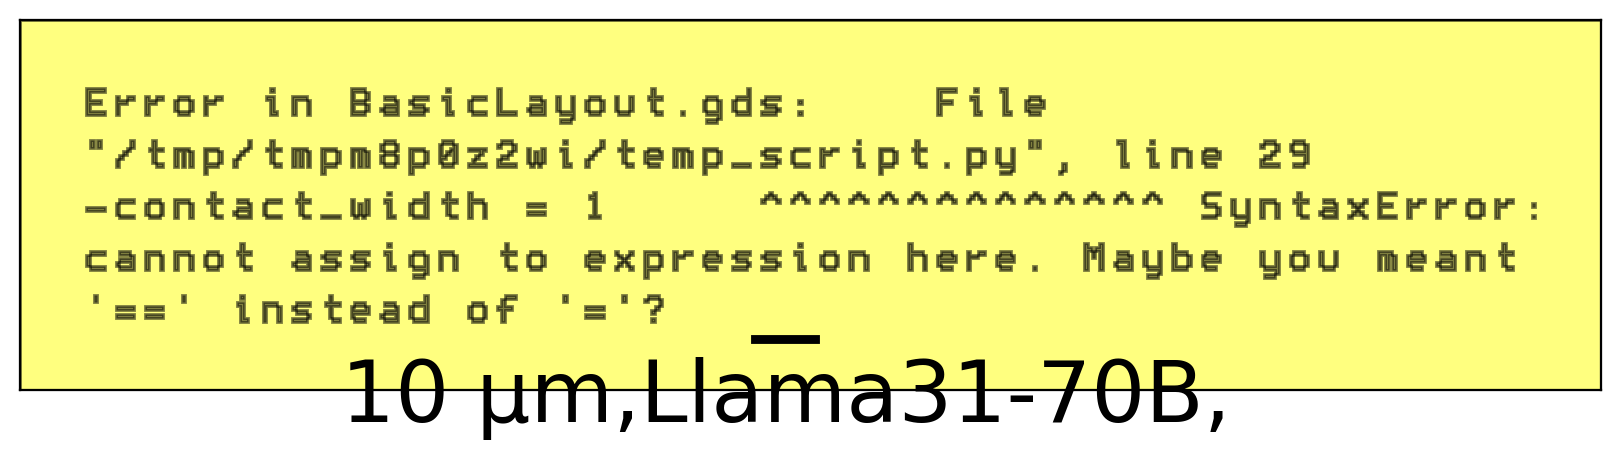 Error in BasicLayout.gds:    File
"/tmp/tmpm8p0z2wi/temp_script.py", line 29
-contact_width = 1     ^^^^^^^^^^^^^^ SyntaxError:
cannot assign to expression here. Maybe you meant
'==' instead of '='?
10 μm,Llama31-70B,